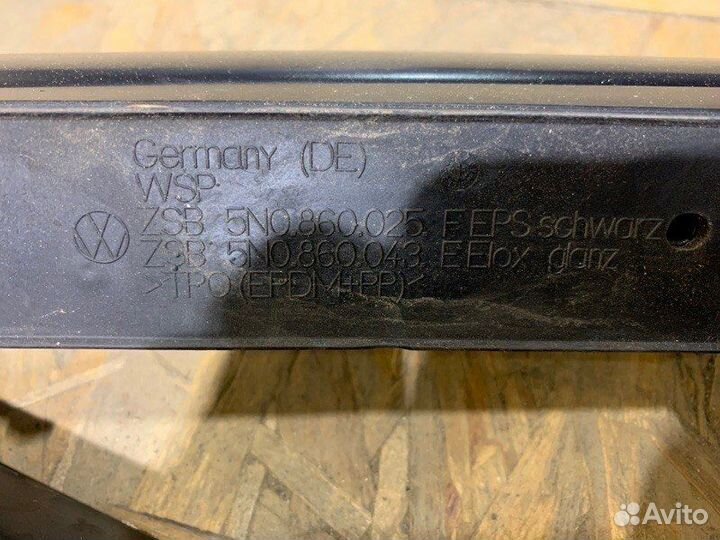 Germany (DE)
WSP
ZSB 5N0.860.025. F EPS schwarz
ZSB 5N0.860.043. E Elox glanz
>TPO(EPDM+PP)<
Avito